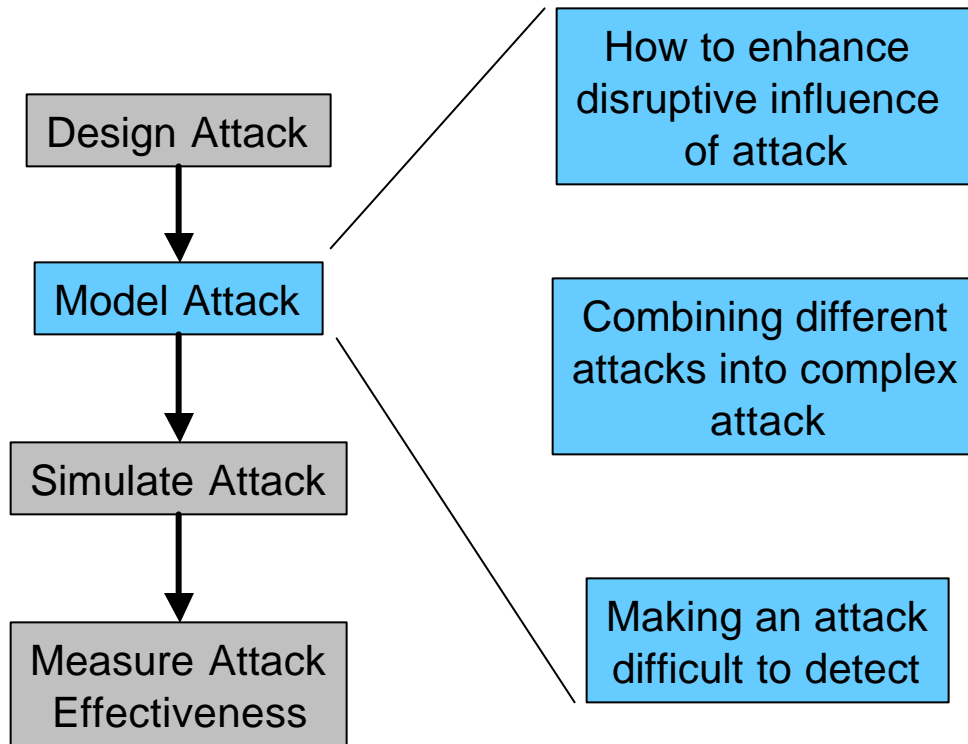 Design Attack
Model Attack
Simulate Attack
Measure Attack
Effectiveness
How to enhance
disruptive influence
of attack
Combining different
attacks into complex
attack
Making an attack
difficult to detect